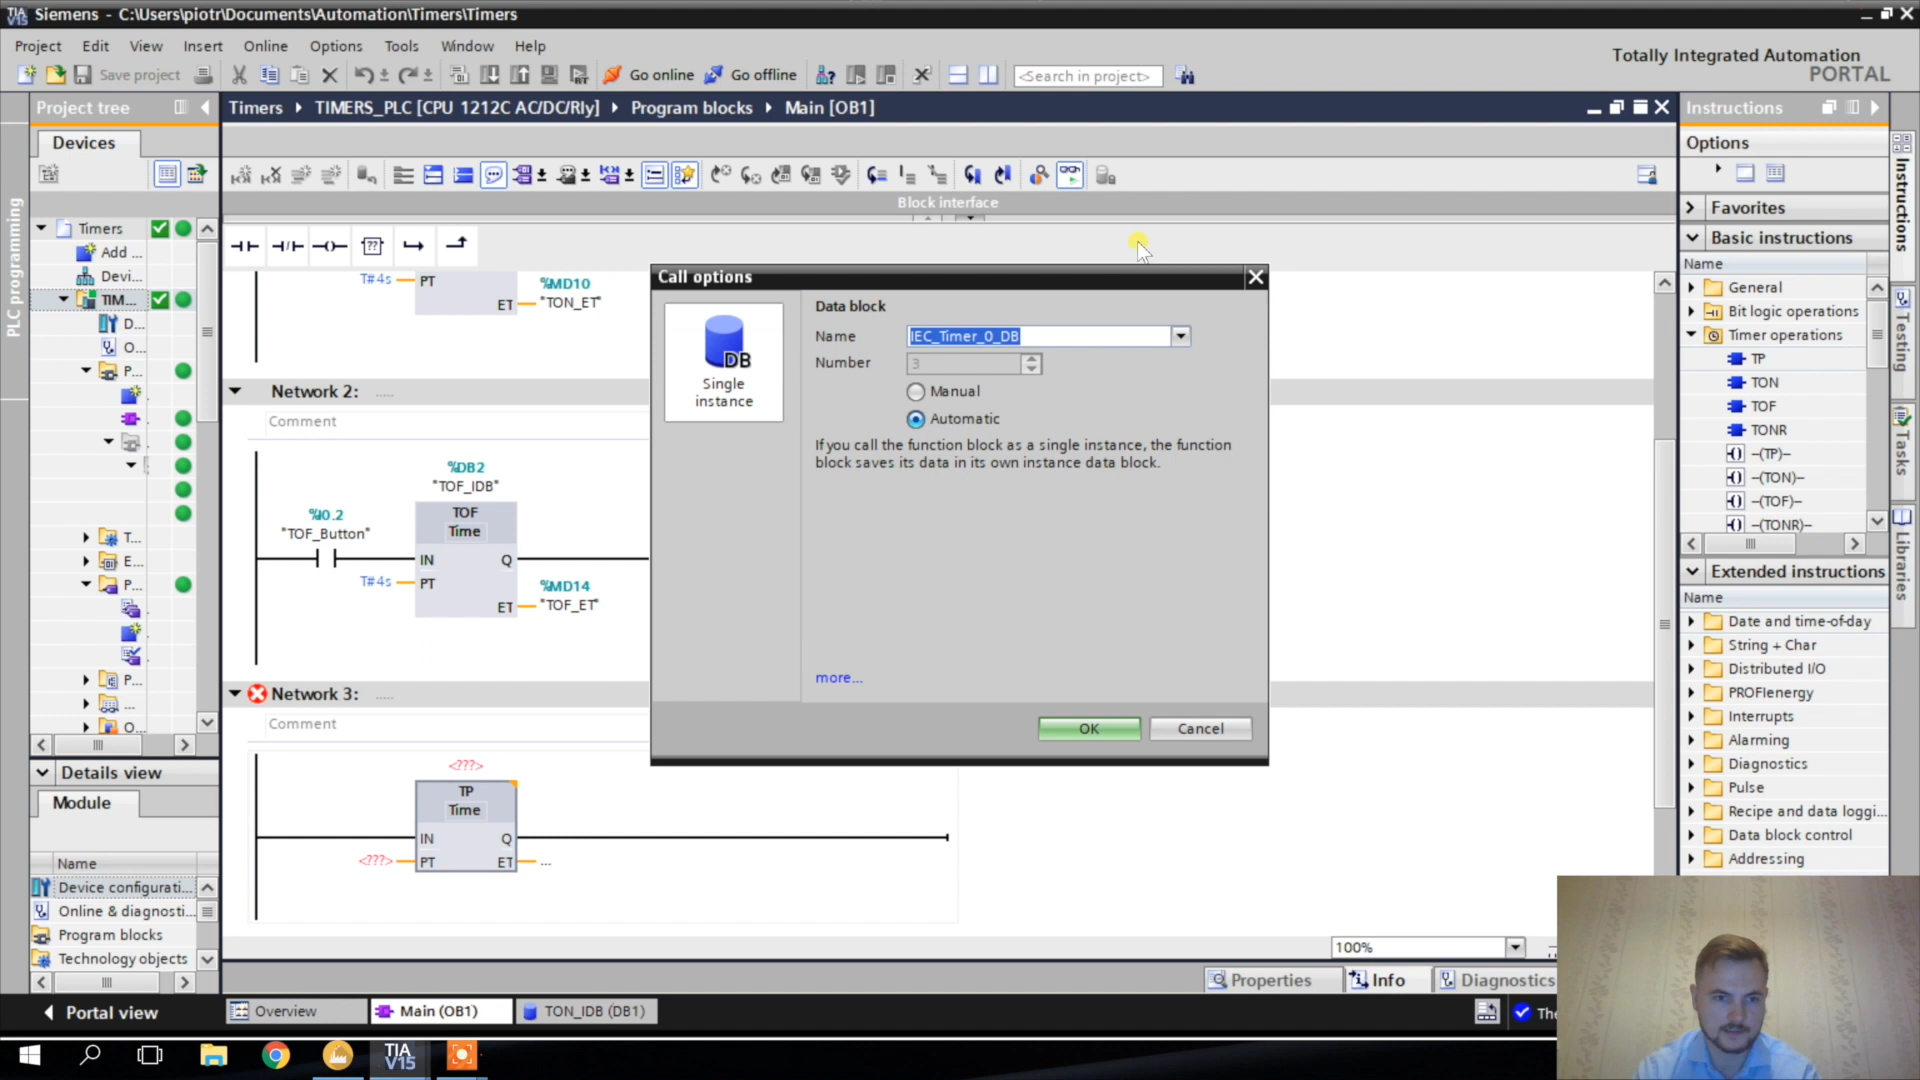 Siemens - C:\Users\piotr\Documents\Automation\Timers\Timers
Project Edit View Insert Online Options Tools Window Help
Totally Integrated Automation
PORTAL
Save project
Go online
Go offline
<Search in project>
Project tree
Timers TIMERS_PLC [CPU 1212C AC/DC/Rly] Program blocks Main [OB1]
Instructions
Devices
Options
PLC programming
Block interface
Timers
Add ...
Devi...
TIM...
D...
O...
P...
T...
E...
P...
P...
...
O...
Details view
Module
Name
Device configurati...
Online & diagnosti...
Program blocks
Technology objects
T#4s
PT
ET
%MD10
"TON_ET"
Network 2: .....
Comment
%DB2
"TOF_IDB"
TOF
Time
%I0.2
"TOF_Button"
IN
Q
T#4s
PT
ET
%MD14
"TOF_ET"
Network 3: .....
Comment
<???>
TP
Time
IN
Q
<???>
PT
ET
...
Call options
DB
Single
instance
Data block
Name
IEC_Timer_0_DB
Number
3
Manual
Automatic
If you call the function block as a single instance, the function
block saves its data in its own instance data block.
more...
OK
Cancel
Favorites
Basic instructions
Name
General
Bit logic operations
Timer operations
TP
TON
TOF
TONR
–(TP)–
–(TON)–
–(TOF)–
–(TONR)–
Extended instructions
Name
Date and time-of-day
String + Char
Distributed I/O
PROFIenergy
Interrupts
Alarming
Diagnostics
Pulse
Recipe and data loggi...
Data block control
Addressing
Instructions
Testing
Tasks
Libraries
100%
Properties
Info
Diagnostics
Portal view
Overview
Main (OB1)
TON_IDB (DB1)
The
TIA
V15